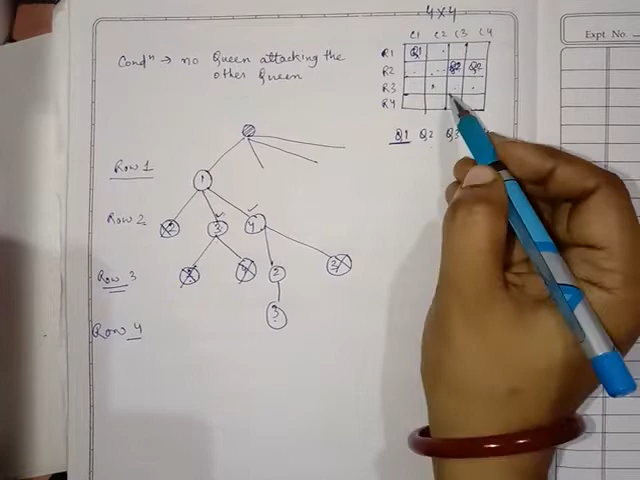 4X4
Condn → no Queen attacking the
other Queen
C1 C2 C3 C4
R1 Q1
R2 Q2 Q2
R3
R4
Q1 Q2 Q3
Expt No.
Row 1
1
Row 2
2 3 4
Row 3
2 4 2 3
3
Row 4